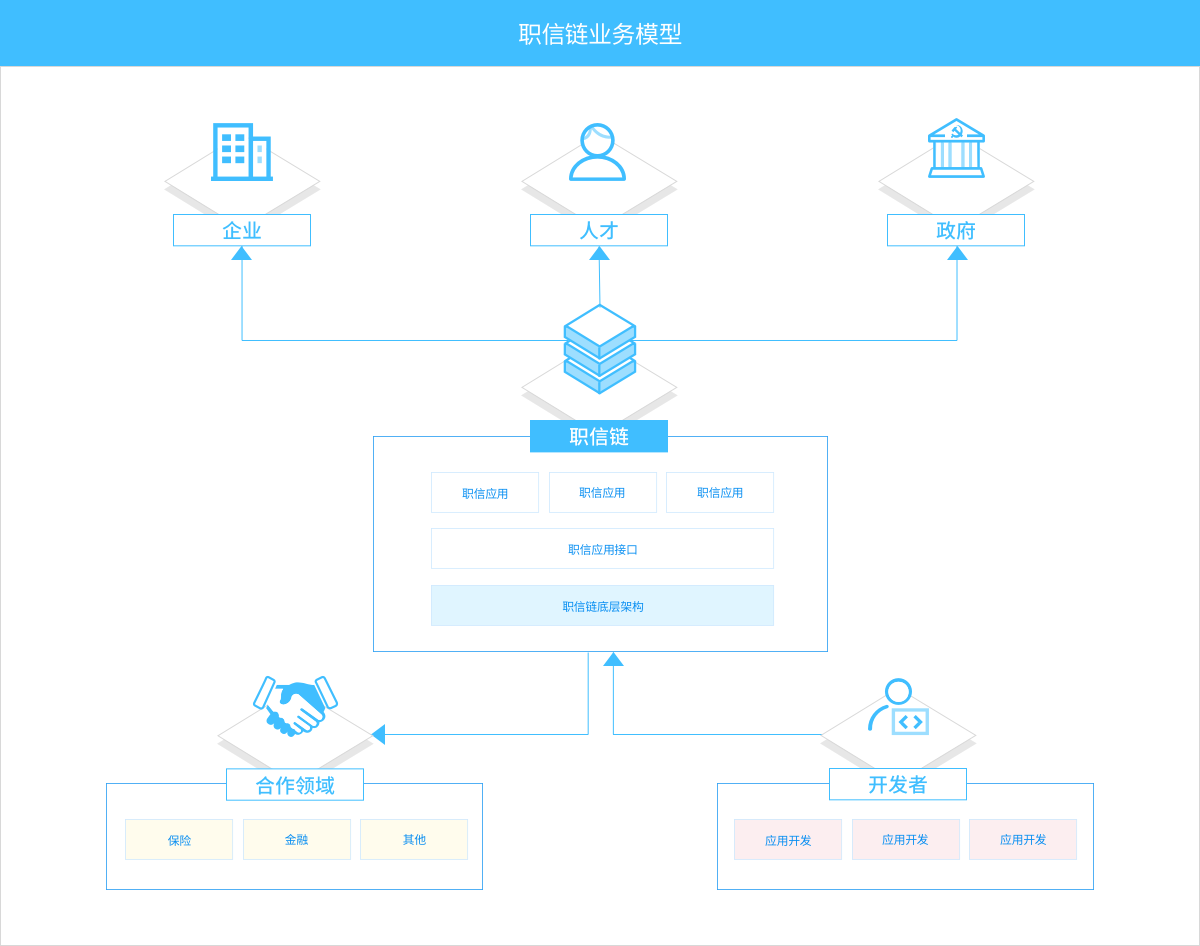 职信链业务模型
企业
人才
政府
职信链
职信应用
职信应用
职信应用
职信应用接口
职信链底层架构
合作领域
保险
金融
其他
开发者
应用开发
应用开发
应用开发